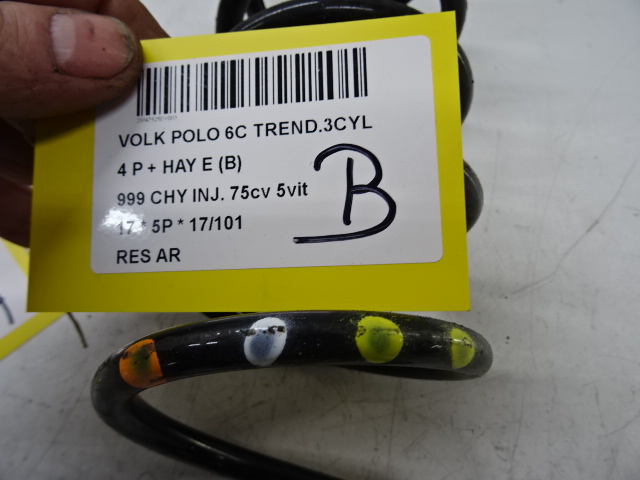 VOLK POLO 6C TREND.3CYL
4 P + HAY E (B)
999 CHY INJ. 75cv 5vit
17 * 5P * 17/101
RES AR
B